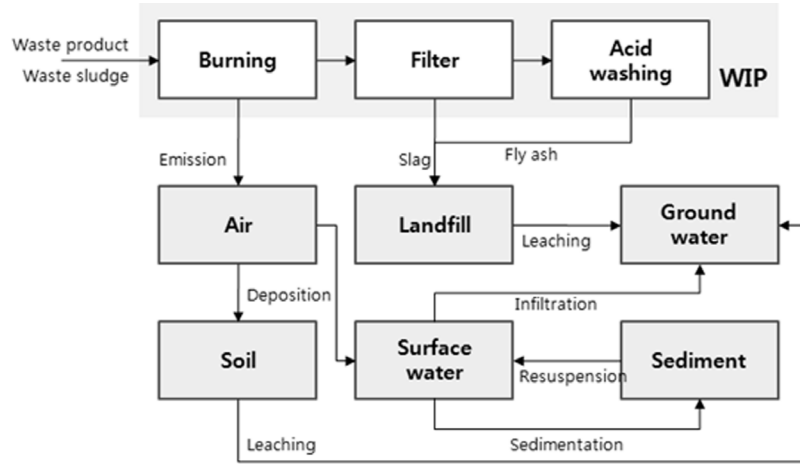 Waste product
Waste sludge
Burning
Filter
Acid
washing
WIP
Emission
Slag
Fly ash
Air
Landfill
Ground
water
Leaching
Deposition
Infiltration
Soil
Surface
water
Resuspension
Sediment
Leaching
Sedimentation